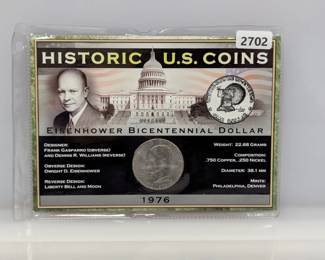 2702
HISTORIC U.S. COINS
EISENHOWER BICENTENNIAL DOLLAR
DESIGNER:
FRANK GASPARRO (OBVERSE)
AND DENNIS R. WILLIAMS (REVERSE)
OBVERSE DESIGN:
DWIGHT D. EISENHOWER
REVERSE DESIGN:
LIBERTY BELL AND MOON
WEIGHT: 22.68 GRAMS
COMPOSITION:
.750 COPPER, .250 NICKEL
DIAMETER: 38.1 MM
MINTS:
PHILADELPHIA, DENVER
1976